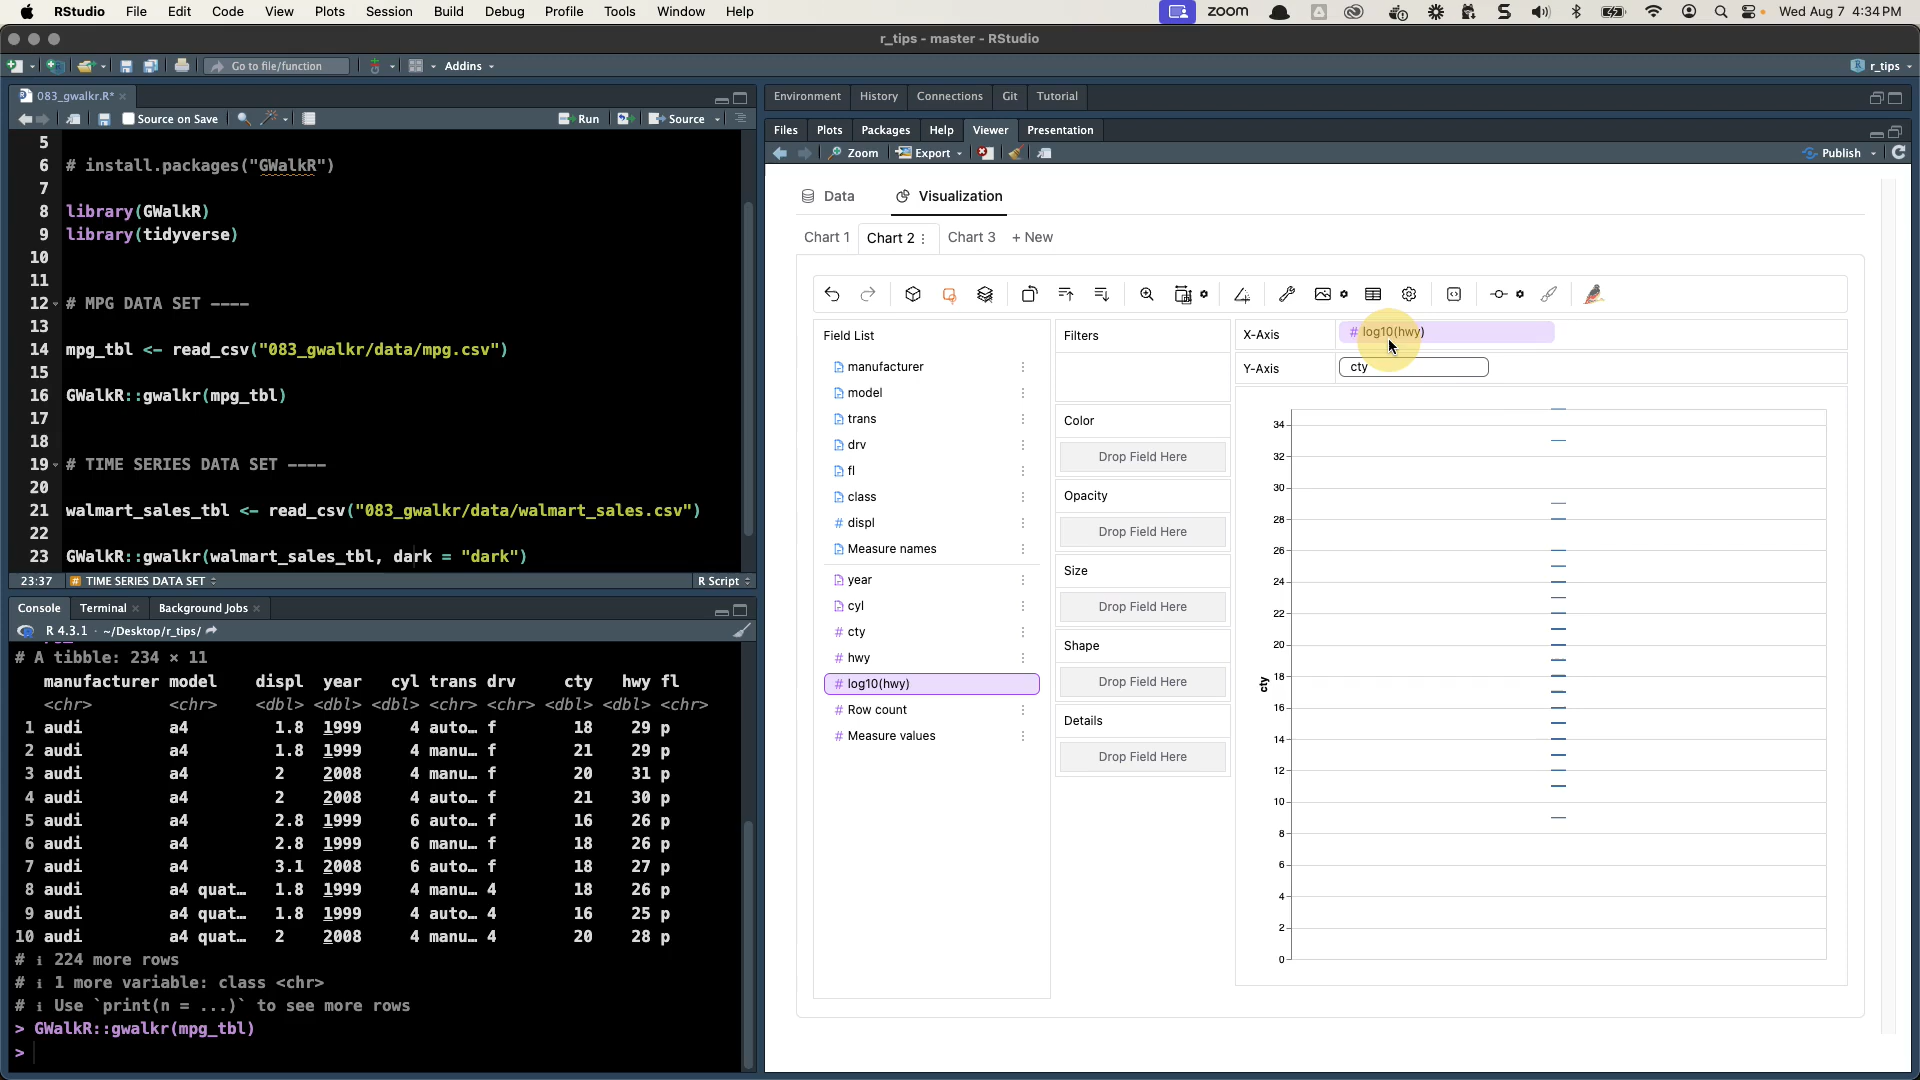 RStudio File Edit Code View Plots Session Build Debug Profile Tools Window Help zoom Wed Aug 7 4:34 PM
r_tips - master - RStudio
Go to file/function Addins r_tips
083_gwalkr.R*
Source on Save Run Source
5
6 # install.packages("GWalkR")
7
8 library(GWalkR)
9 library(tidyverse)
10
11
12 # MPG DATA SET ----
13
14 mpg_tbl <- read_csv("083_gwalkr/data/mpg.csv")
15
16 GWalkR::gwalkr(mpg_tbl)
17
18
19 # TIME SERIES DATA SET ----
20
21 walmart_sales_tbl <- read_csv("083_gwalkr/data/walmart_sales.csv")
22
23 GWalkR::gwalkr(walmart_sales_tbl, dark = "dark")
23:37 # TIME SERIES DATA SET R Script
Console Terminal Background Jobs
R 4.3.1 · ~/Desktop/r_tips/
# A tibble: 234 × 11
manufacturer model displ year cyl trans drv cty hwy fl
<chr> <chr> <dbl> <dbl> <dbl> <chr> <chr> <dbl> <dbl> <chr>
1 audi a4 1.8 1999 4 auto… f 18 29 p
2 audi a4 1.8 1999 4 manu… f 21 29 p
3 audi a4 2 2008 4 manu… f 20 31 p
4 audi a4 2 2008 4 auto… f 21 30 p
5 audi a4 2.8 1999 6 auto… f 16 26 p
6 audi a4 2.8 1999 6 manu… f 18 26 p
7 audi a4 3.1 2008 6 auto… f 18 27 p
8 audi a4 quat… 1.8 1999 4 manu… 4 18 26 p
9 audi a4 quat… 1.8 1999 4 auto… 4 16 25 p
10 audi a4 quat… 2 2008 4 manu… 4 20 28 p
# ℹ 224 more rows
# ℹ 1 more variable: class <chr>
# ℹ Use `print(n = ...)` to see more rows
> GWalkR::gwalkr(mpg_tbl)
>
Environment History Connections Git Tutorial
Files Plots Packages Help Viewer Presentation
Zoom Export Publish
Data Visualization
Chart 1 Chart 2 Chart 3 + New
Field List
manufacturer
model
trans
drv
fl
class
# displ
Measure names
year
cyl
# cty
# hwy
# log10(hwy)
# Row count
# Measure values
Filters
Color
Drop Field Here
Opacity
Drop Field Here
Size
Drop Field Here
Shape
Drop Field Here
Details
Drop Field Here
X-Axis # log10(hwy)
Y-Axis cty
34
32
30
28
26
24
22
20
18
16
14
12
10
8
6
4
2
0
cty